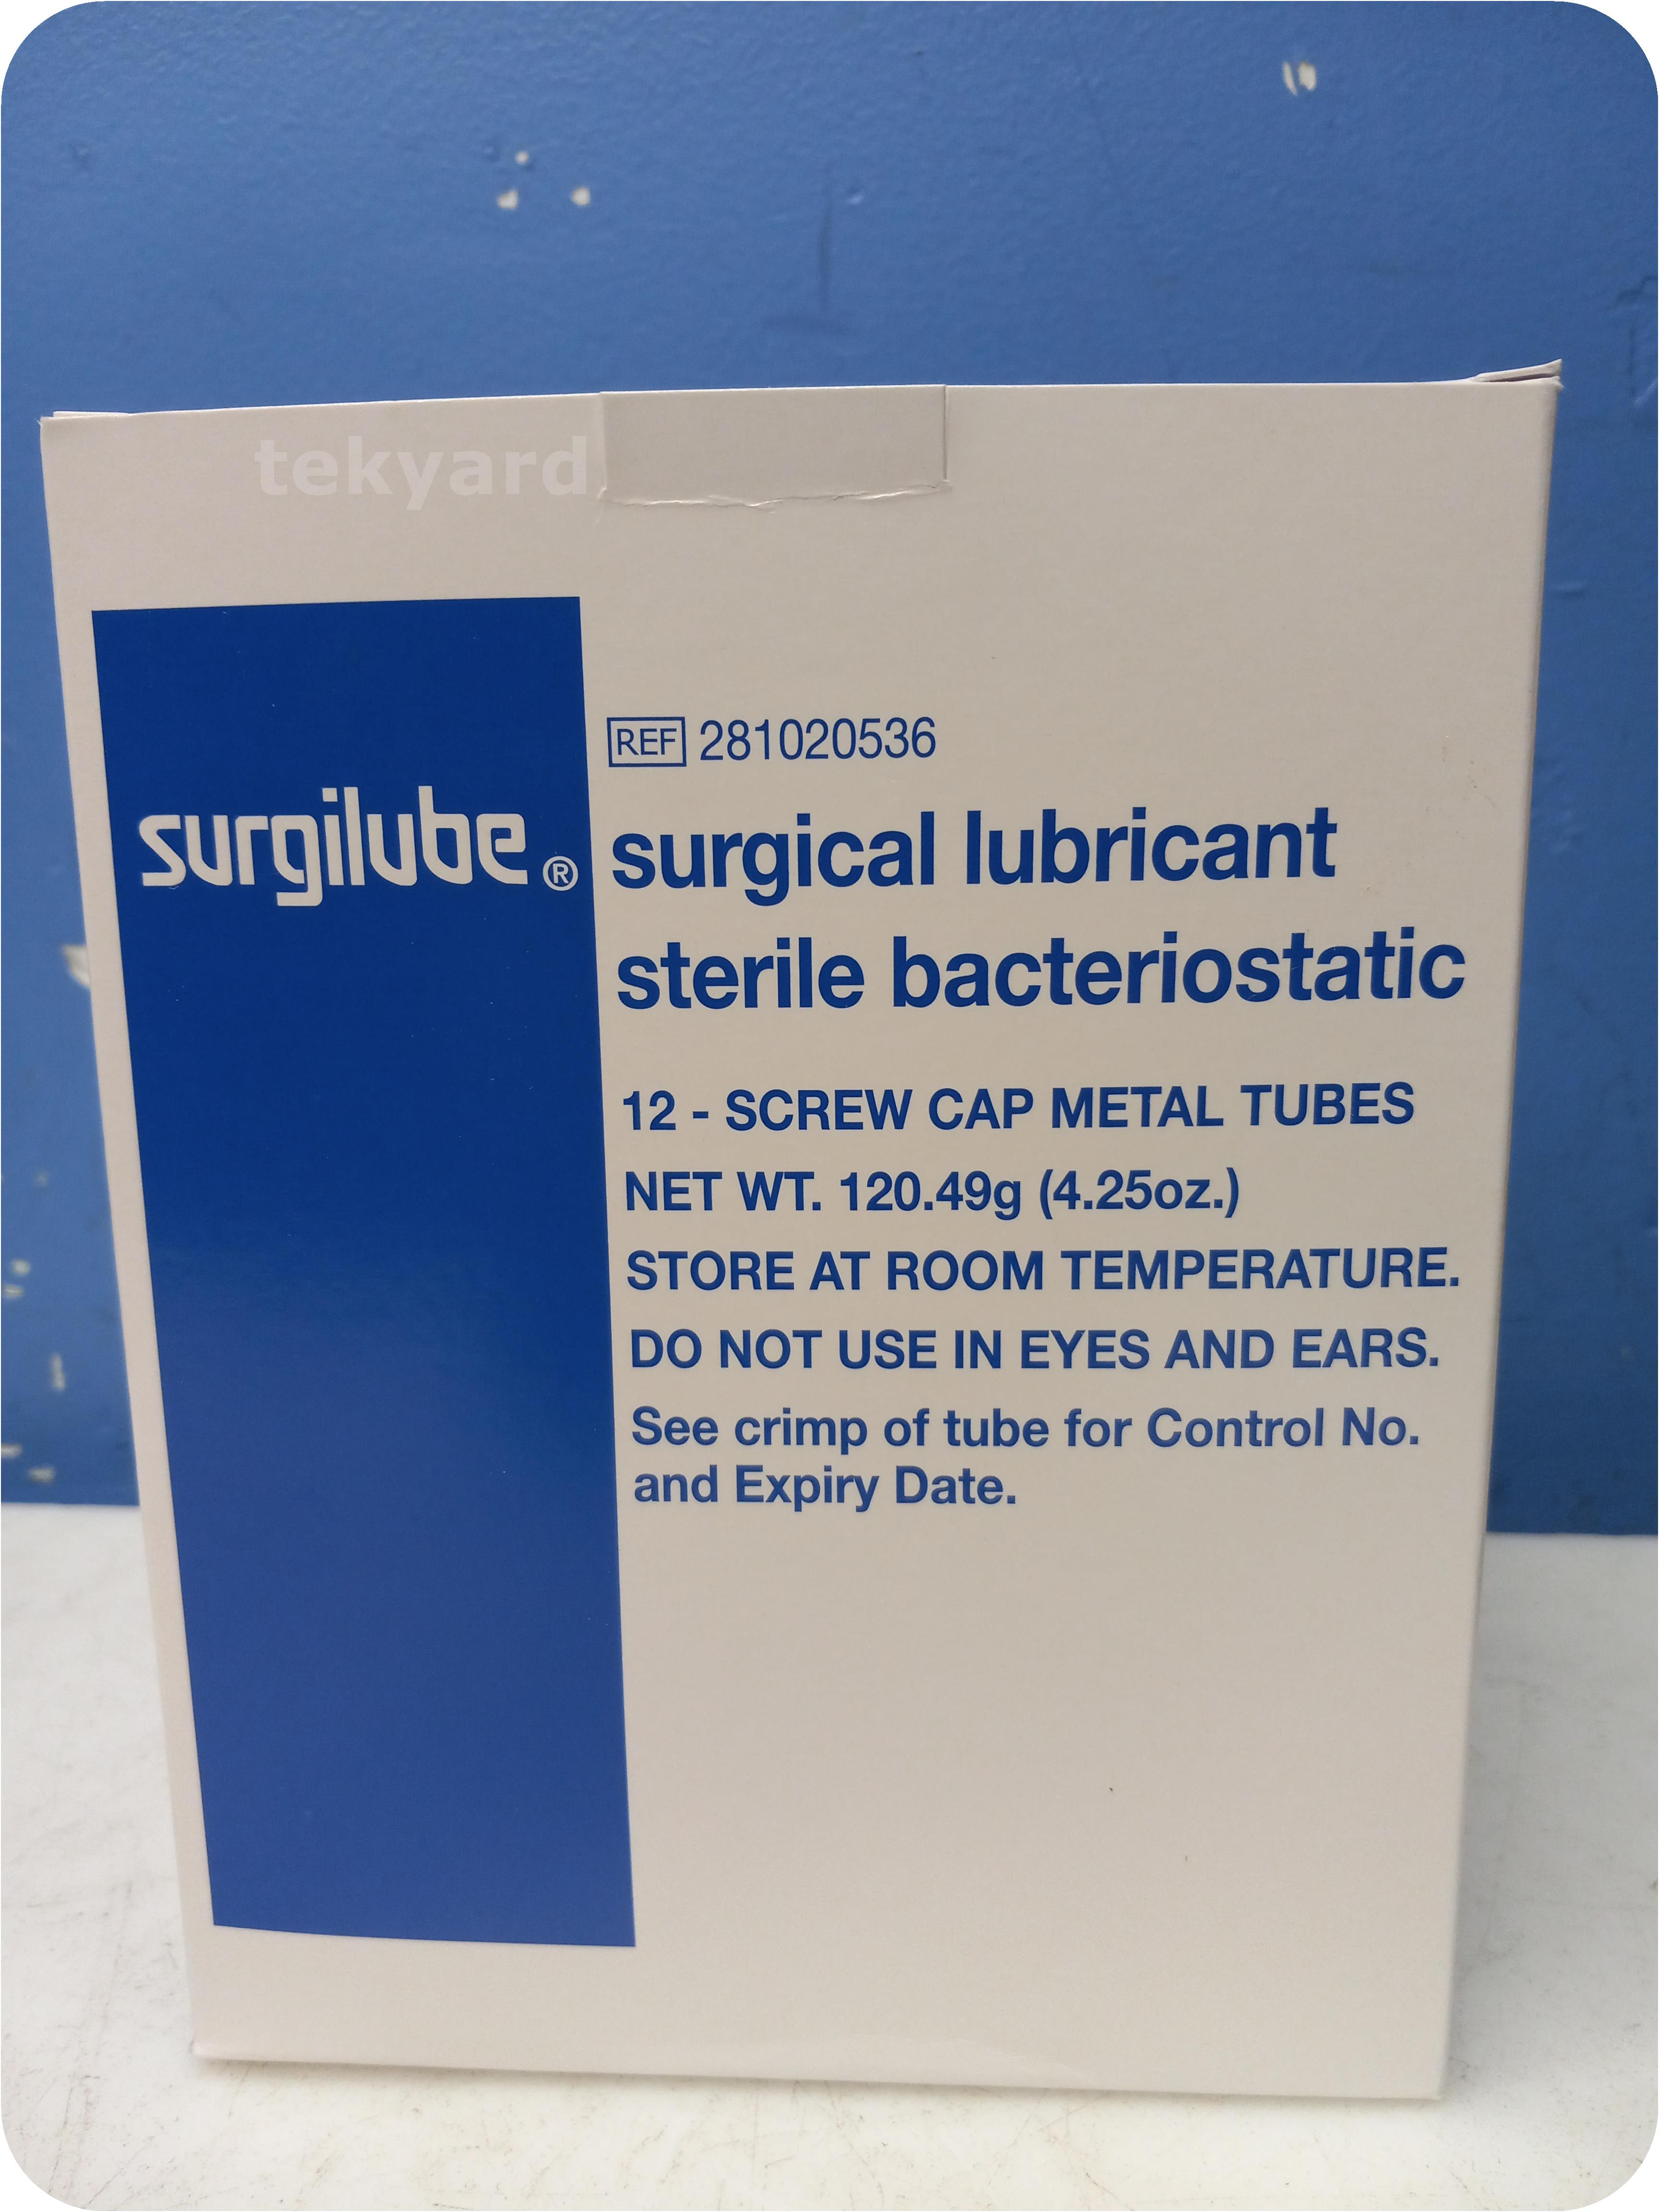 tekyard
REF 281020536
surgilube®
surgical lubricant
sterile bacteriostatic
12 - SCREW CAP METAL TUBES
NET WT. 120.49g (4.25oz.)
STORE AT ROOM TEMPERATURE.
DO NOT USE IN EYES AND EARS.
See crimp of tube for Control No.
and Expiry Date.